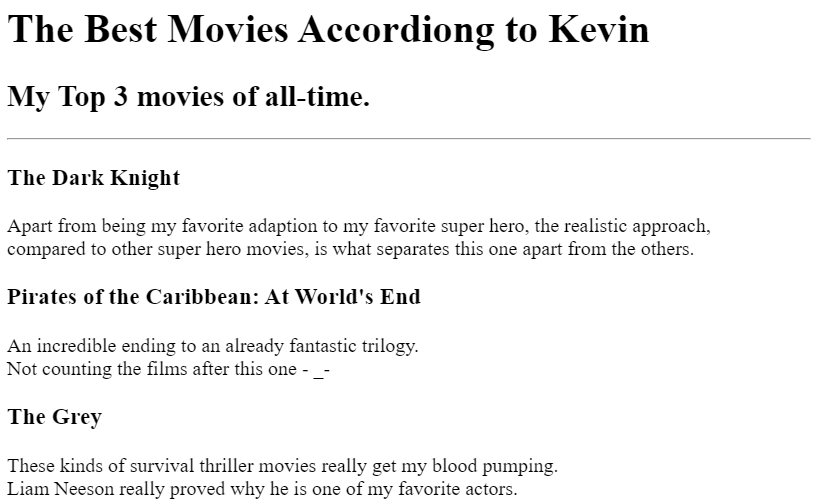 The Best Movies Accordiong to Kevin
My Top 3 movies of all-time.
The Dark Knight
Apart from being my favorite adaption to my favorite super hero, the realistic approach,
compared to other super hero movies, is what separates this one apart from the others.
Pirates of the Caribbean: At World's End
An incredible ending to an already fantastic trilogy.
Not counting the films after this one - _-
The Grey
These kinds of survival thriller movies really get my blood pumping.
Liam Neeson really proved why he is one of my favorite actors.